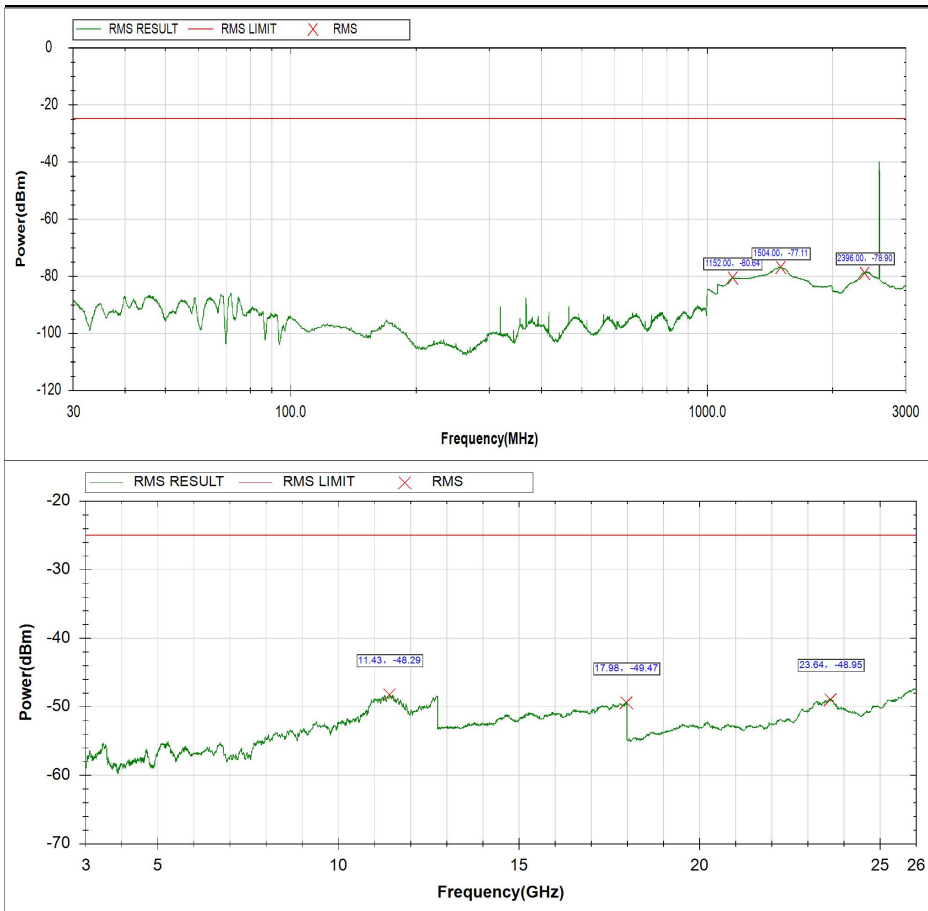 RMS RESULT RMS LIMIT RMS
0
-20
-40
-60
-80
-100
-120
Power(dBm)
1152.00, -80.64
1504.00, -77.11
2396.00, -78.90
30 100.0 1000.0 3000
Frequency(MHz)
RMS RESULT RMS LIMIT RMS
-20
-30
-40
-50
-60
-70
Power(dBm)
11.43, -48.29
17.98, -49.47
23.64, -48.95
3 5 10 15 20 25 26
Frequency(GHz)